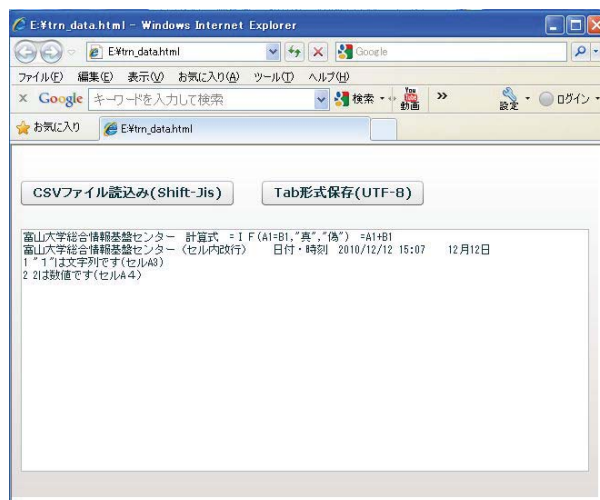 E:¥trn_data.html - Windows Internet Explorer
E:¥trn_data.html
Google
ファイル(F) 編集(E) 表示(V) お気に入り(A) ツール(T) ヘルプ(H)
× Google キーワードを入力して検索 検索 You 動画 » 設定 ログイン
お気に入り E:¥trn_data.html
CSVファイル読込み(Shift-Jis) Tab形式保存(UTF-8)
富山大学総合情報基盤センター 計算式 =ＩＦ(A1=B1,"真","偽") =A1+B1
富山大学総合情報基盤センター（セル内改行） 日付・時刻 2010/12/12 15:07 12月12日
1 "1"は文字列です(セルA3)
2 2は数値です(セルA４)